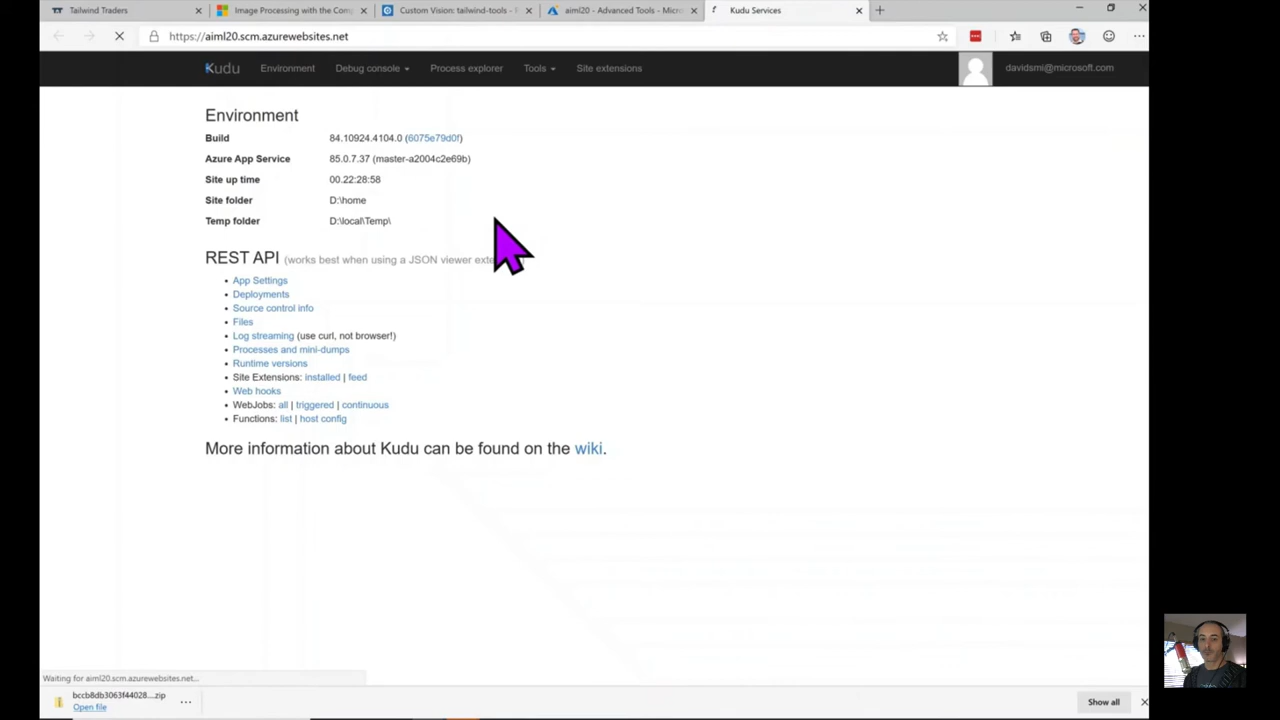 Tailwind Traders
Image Processing with the Comp
Custom Vision: tailwind-tools -
aiml20 - Advanced Tools - Micros
Kudu Services
https://aiml20.scm.azurewebsites.net
Kudu
Environment
Debug console
Process explorer
Tools
Site extensions
davidsmi@microsoft.com
Environment
Build 84.10924.4104.0 (6075e79d0f)
Azure App Service 85.0.7.37 (master-a2004c2e69b)
Site up time 00.22:28:58
Site folder D:\home
Temp folder D:\local\Temp\
REST API (works best when using a JSON viewer exte
App Settings
Deployments
Source control info
Files
Log streaming (use curl, not browser!)
Processes and mini-dumps
Runtime versions
Site Extensions: installed | feed
Web hooks
WebJobs: all | triggered | continuous
Functions: list | host config
More information about Kudu can be found on the wiki.
Waiting for aiml20.scm.azurewebsites.net...
bccb8db3063f44028....zip
Open file
Show all